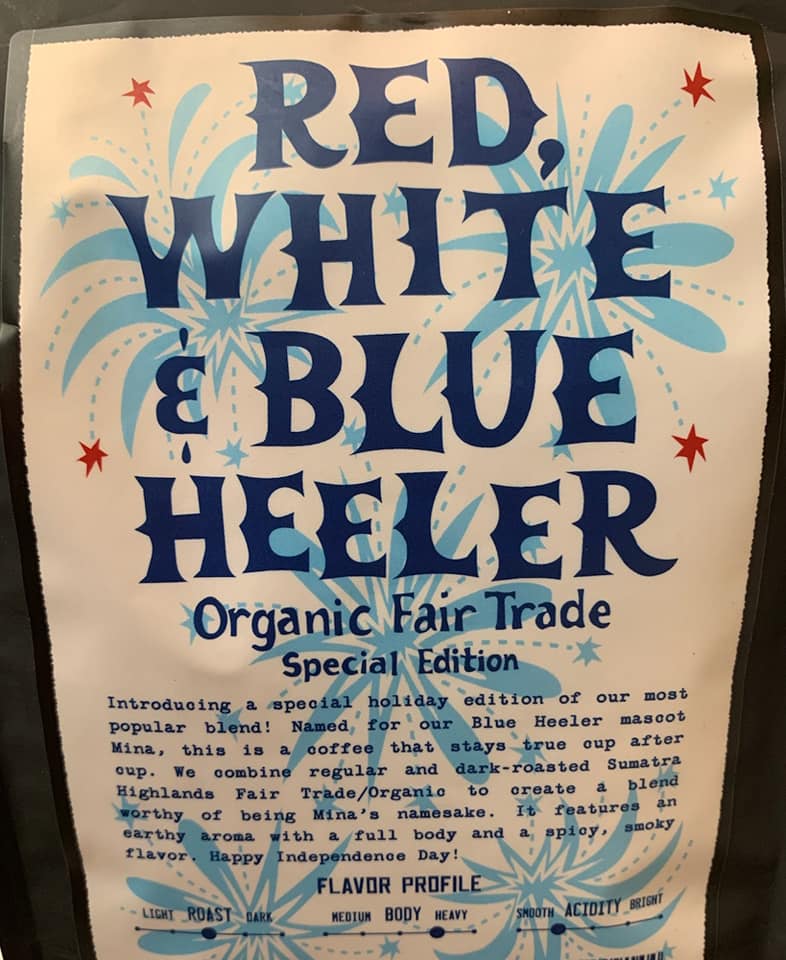 RED,
WHITE
& BLUE
HEELER
Organic Fair Trade
Special Edition
Introducing a special holiday edition of our most
popular blend! Named for our Blue Heeler mascot
Mina, this is a coffee that stays true cup after
cup. We combine regular and dark-roasted Sumatra
Highlands Fair Trade/Organic to create a blend
worthy of being Mina's namesake. It features an
earthy aroma with a full body and a spicy, smoky
flavor. Happy Independence Day!
FLAVOR PROFILE
LIGHT ROAST DARK MEDIUM BODY HEAVY SMOOTH ACIDITY BRIGHT